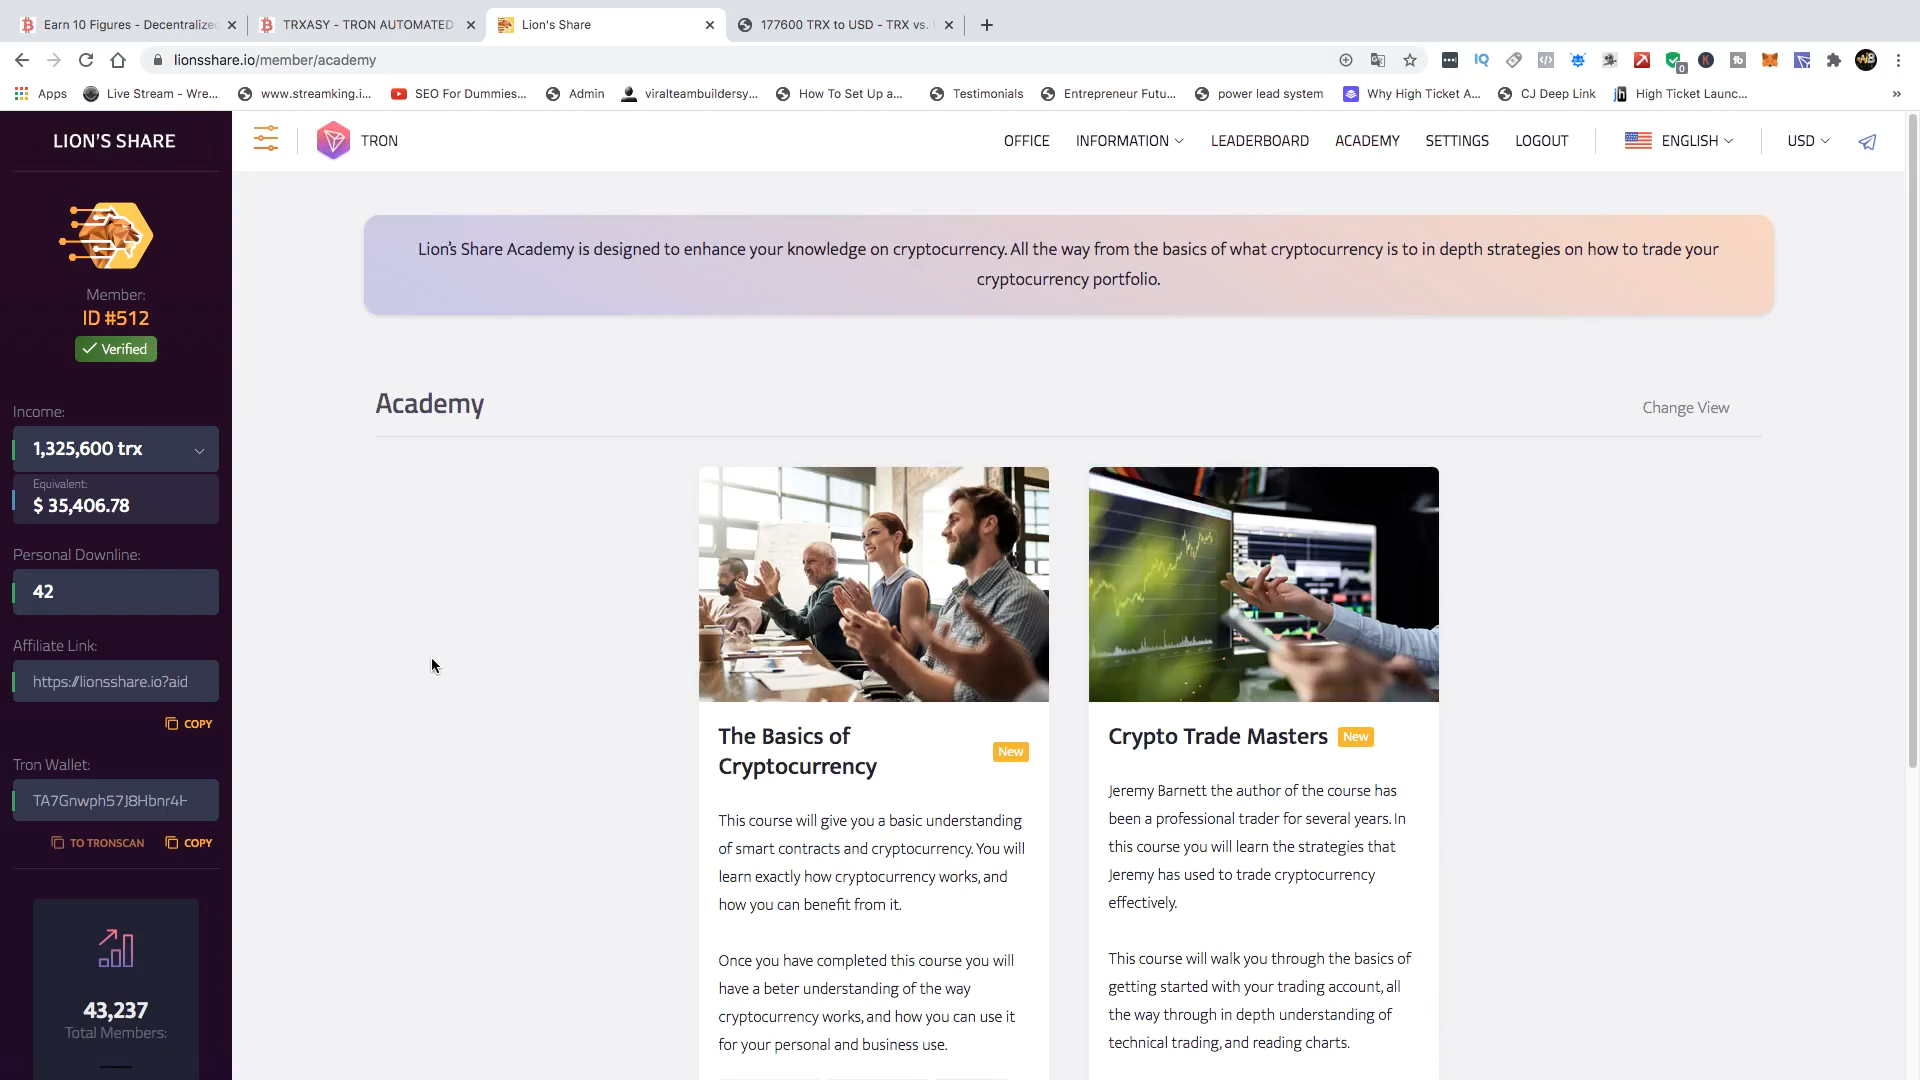 Earn 10 Figures - Decentralize
TRXASY - TRON AUTOMATED
Lion's Share
177600 TRX to USD - TRX vs.
lionsshare.io/member/academy
Apps
Live Stream - Wre...
www.streamking.i...
SEO For Dummies...
Admin
viralteambuildersy...
How To Set Up a...
Testimonials
Entrepreneur Futu...
power lead system
Why High Ticket A...
CJ Deep Link
High Ticket Launc...
»
LION'S SHARE
TRON
OFFICE
INFORMATION
LEADERBOARD
ACADEMY
SETTINGS
LOGOUT
ENGLISH
USD
Member:
ID #512
Verified
Income:
1,325,600 trx
Equivalent:
$ 35,406.78
Personal Downline:
42
Affiliate Link:
https://lionsshare.io?aid
COPY
Tron Wallet:
TO TRONSCAN
COPY
43,237
Total Members:
Lion's Share Academy is designed to enhance your knowledge on cryptocurrency. All the way from the basics of what cryptocurrency is to in depth strategies on how to trade your
cryptocurrency portfolio.
Academy
Change View
The Basics of
Cryptocurrency
New
This course will give you a basic understanding
of smart contracts and cryptocurrency. You will
learn exactly how cryptocurrency works, and
how you can benefit from it.
Once you have completed this course you will
have a beter understanding of the way
cryptocurrency works, and how you can use it
for your personal and business use.
Crypto Trade Masters
New
Jeremy Barnett the author of the course has
been a professional trader for several years. In
this course you will learn the strategies that
Jeremy has used to trade cryptocurrency
effectively.
This course will walk you through the basics of
getting started with your trading account, all
the way through in depth understanding of
technical trading, and reading charts.